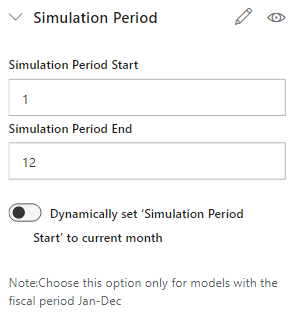 Simulation Period
Simulation Period Start
1
Simulation Period End
12
Dynamically set ‘Simulation Period
Start’ to current month
Note:Choose this option only for models with the
fiscal period Jan-Dec